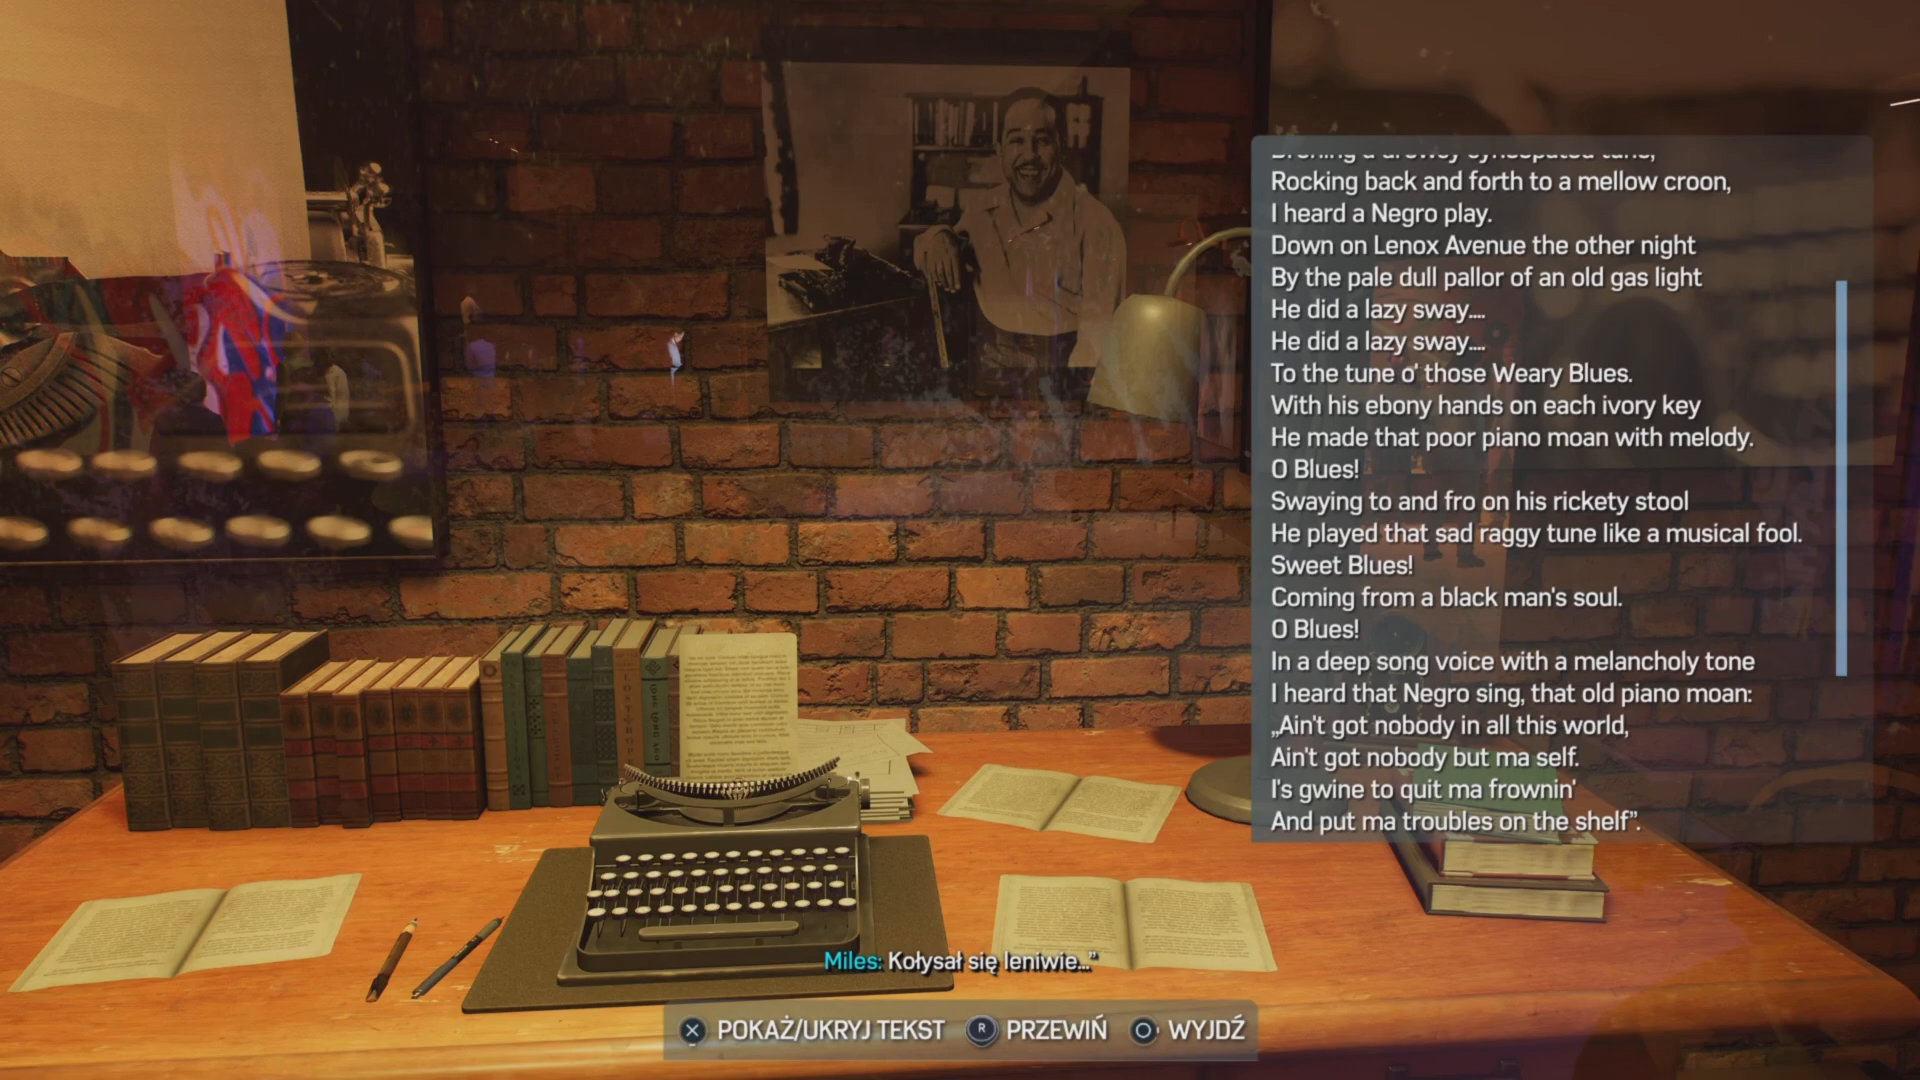 Rocking back and forth to a mellow croon,
I heard a Negro play.
Down on Lenox Avenue the other night
By the pale dull pallor of an old gas light
He did a lazy sway....
He did a lazy sway....
To the tune o' those Weary Blues.
With his ebony hands on each ivory key
He made that poor piano moan with melody.
O Blues!
Swaying to and fro on his rickety stool
He played that sad raggy tune like a musical fool.
Sweet Blues!
Coming from a black man's soul.
O Blues!
In a deep song voice with a melancholy tone
I heard that Negro sing, that old piano moan:
„Ain't got nobody in all this world,
Ain't got nobody but ma self.
I's gwine to quit ma frownin'
And put ma troubles on the shelf”.
Miles: Kołysał się leniwie...”
POKAŻ/UKRYJ TEKST R PRZEWIŃ WYJDŹ